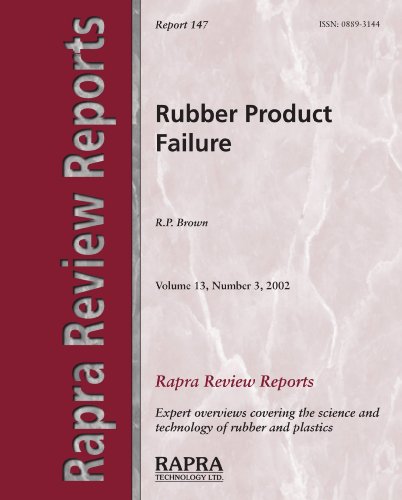 Rapra Review Reports
Report 147
ISSN: 0889-3144
Rubber Product
Failure
R.P. Brown
Volume 13, Number 3, 2002
Rapra Review Reports
Expert overviews covering the science and
technology of rubber and plastics
RAPRA
TECHNOLOGY LTD.